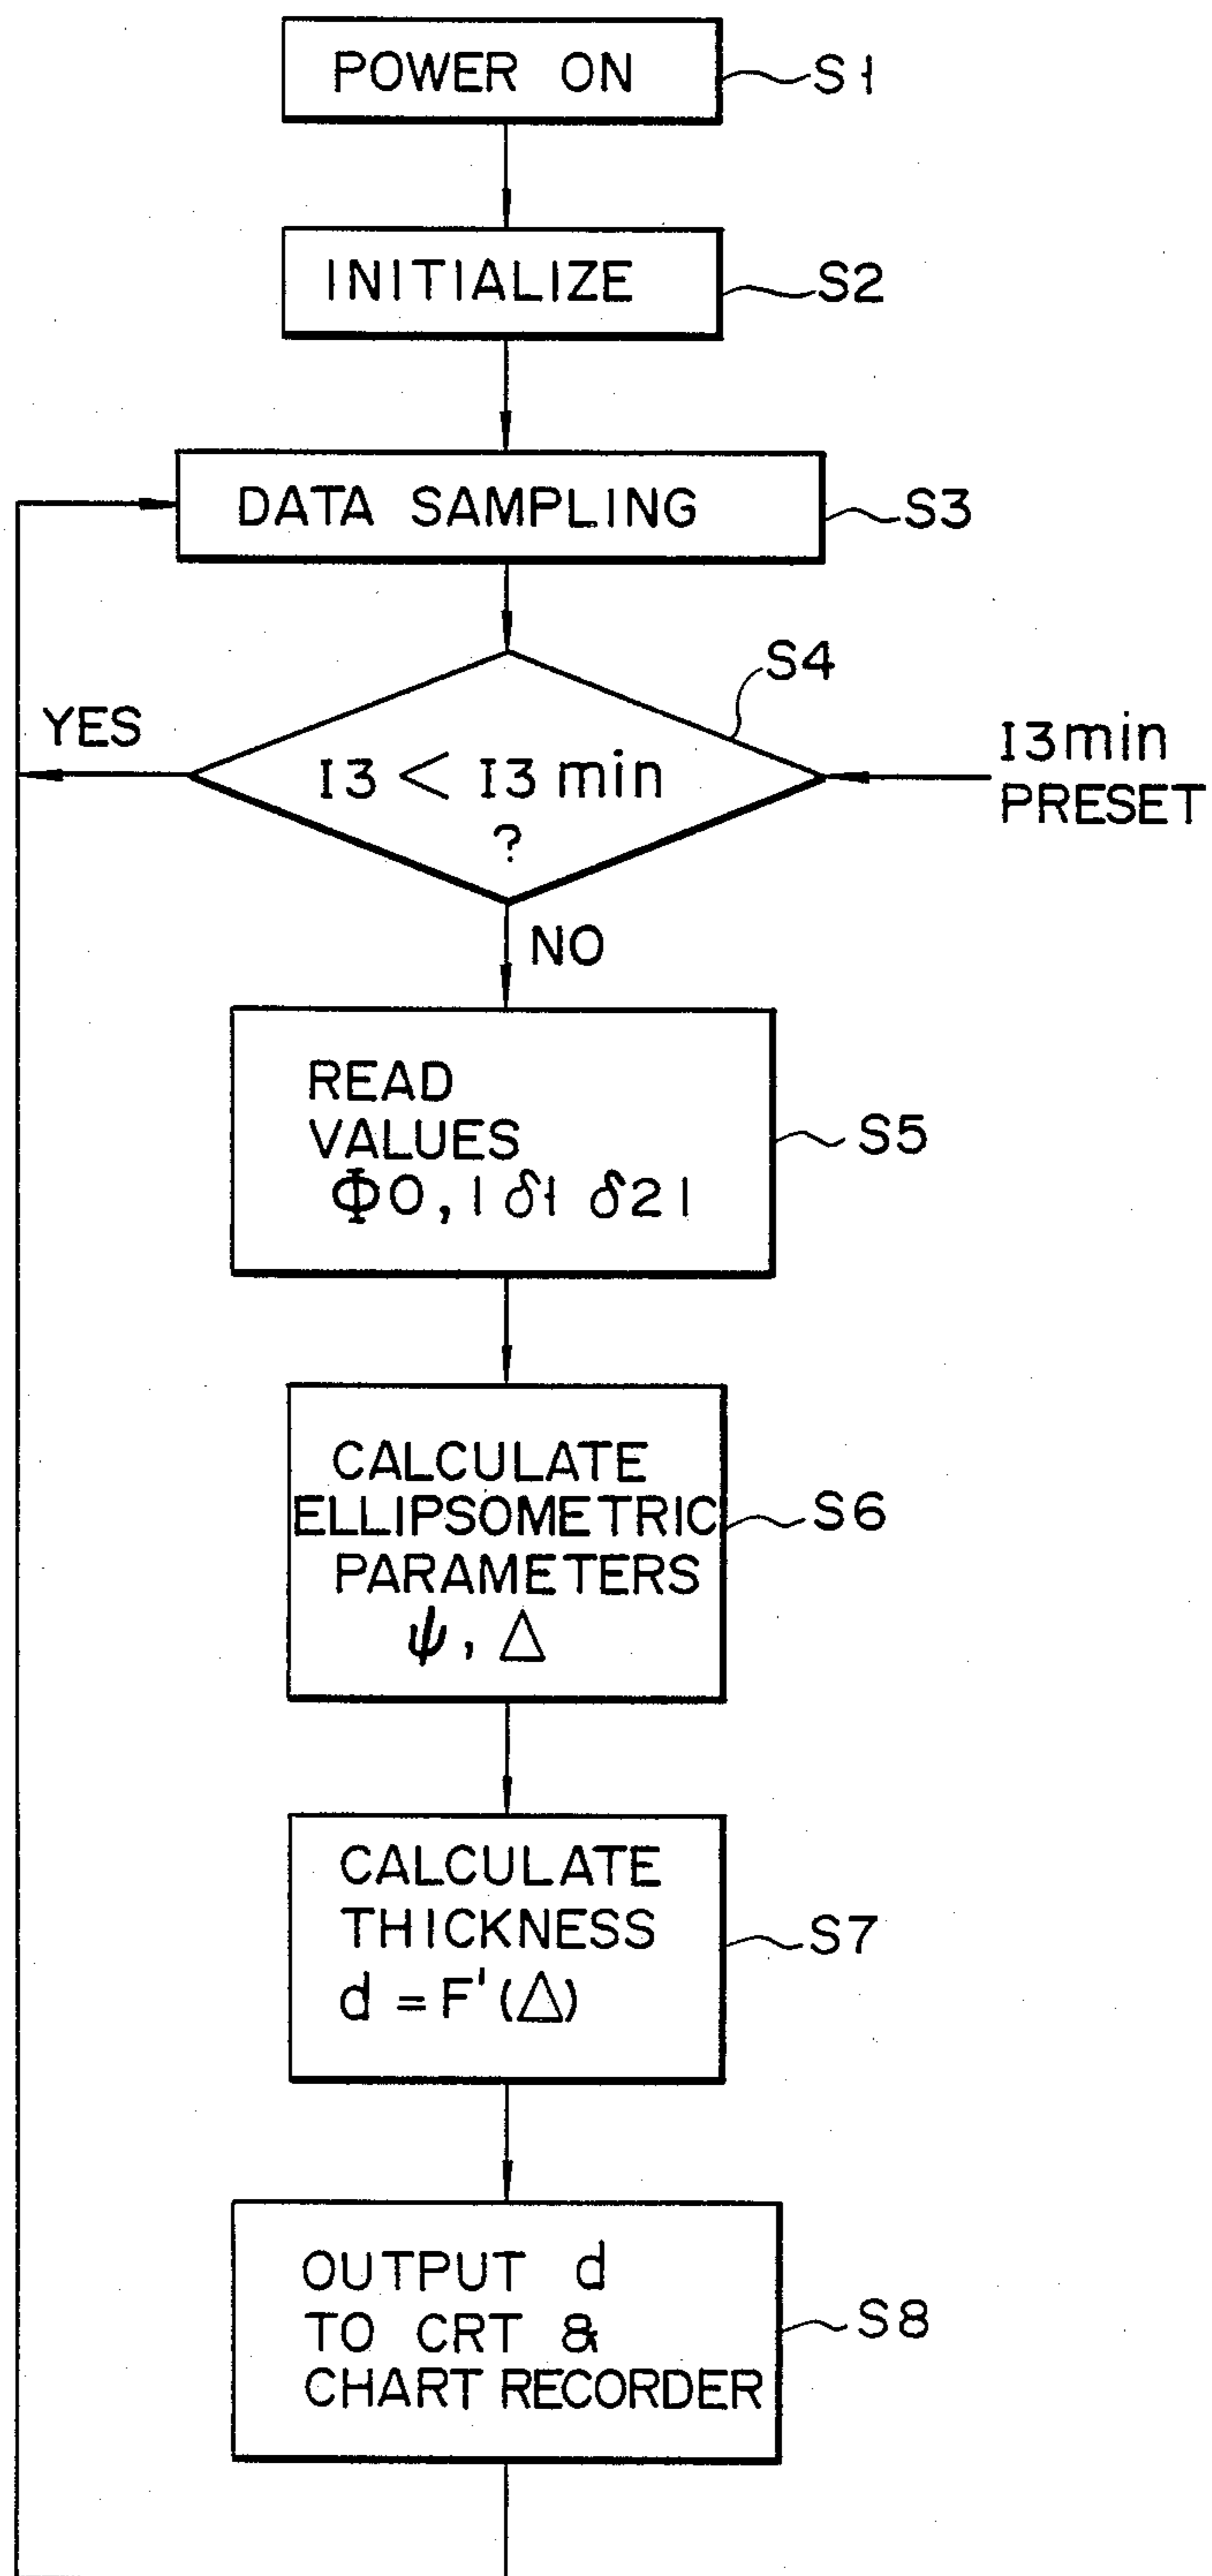 POWER ON
S1
INITIALIZE
S2
DATA SAMPLING
S3
S4
YES
I3 < I3 min
?
I3min
PRESET
NO
READ
VALUES
Φ0, | δ1 δ2 |
S5
CALCULATE
ELLIPSOMETRIC
PARAMETERS
ψ, Δ
S6
CALCULATE
THICKNESS
d = F'(Δ)
S7
OUTPUT d
TO CRT &
CHART RECORDER
S8